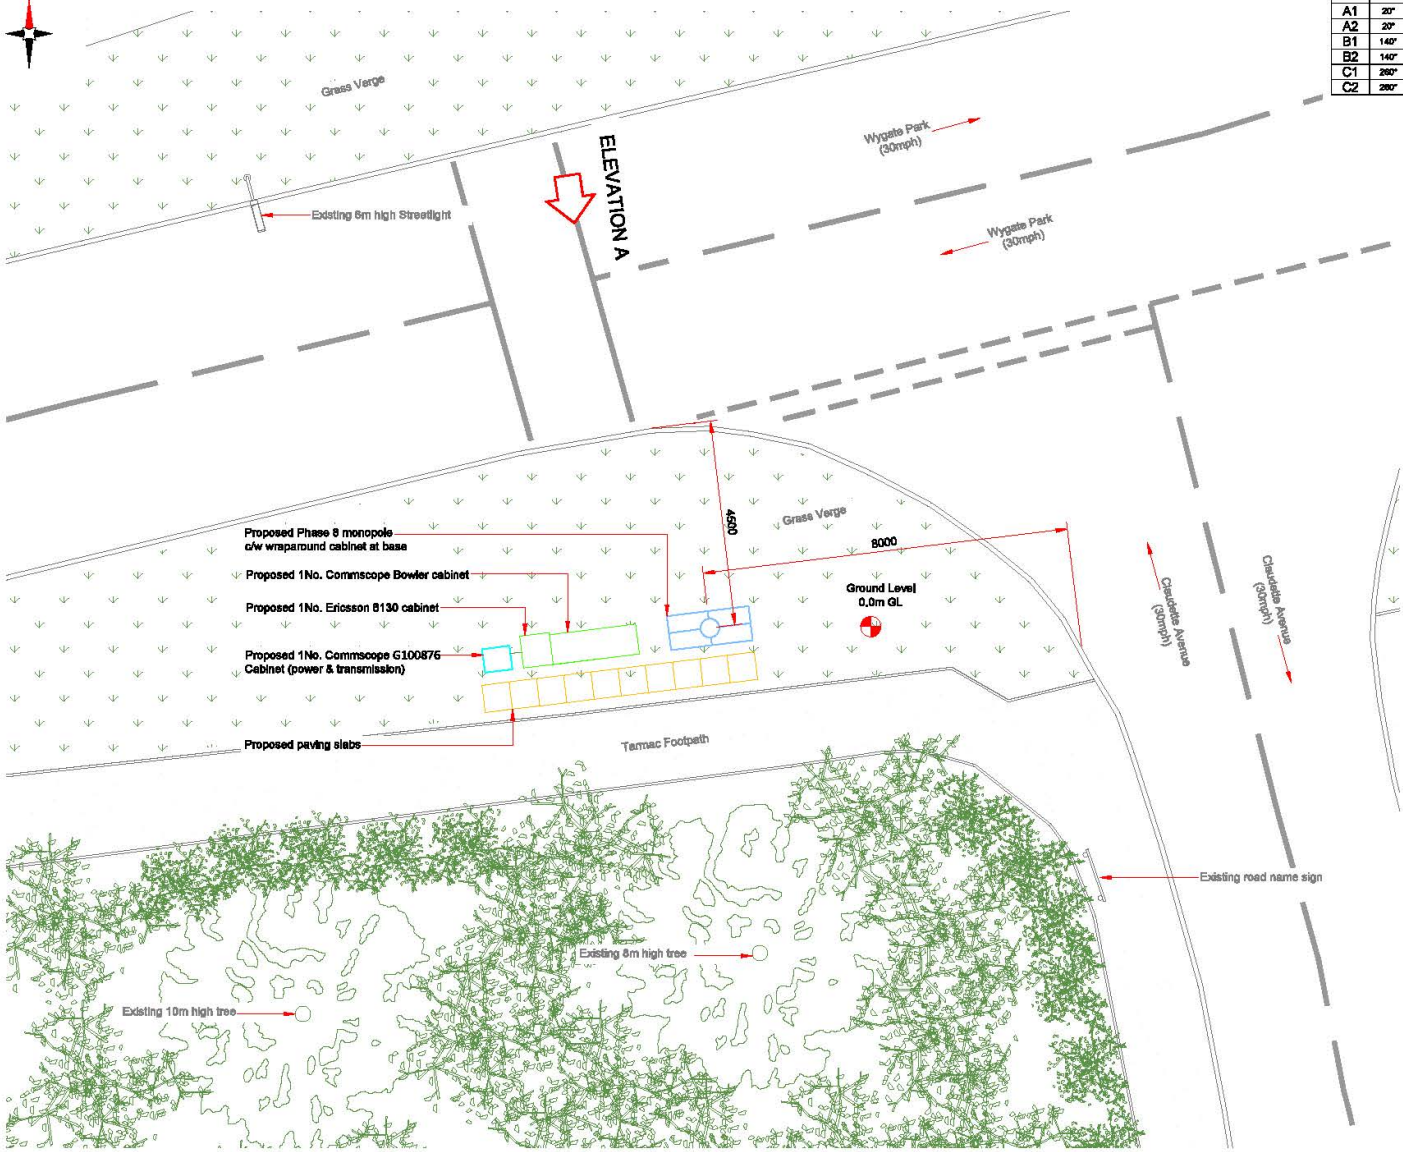 A1 20°
A2 20°
B1 140°
B2 140°
C1 260°
C2 260°
Grass Verge
ELEVATION A
Wygate Park
(30mph)
Existing 6m high Streetlight
Wygate Park
(30mph)
4500
Grass Verge
8000
Proposed Phase 8 monopole
c/w wraparound cabinet at base
Proposed 1No. Commscope Bowler cabinet
Proposed 1No. Ericsson 6130 cabinet
Proposed 1No. Commscope G100876
Cabinet (power & transmission)
Proposed paving slabs
Ground Level
0.0m GL
Claudette Avenue
(30mph)
Claudette Avenue
(30mph)
Tarmac Footpath
Existing road name sign
Existing 8m high tree
Existing 10m high tree